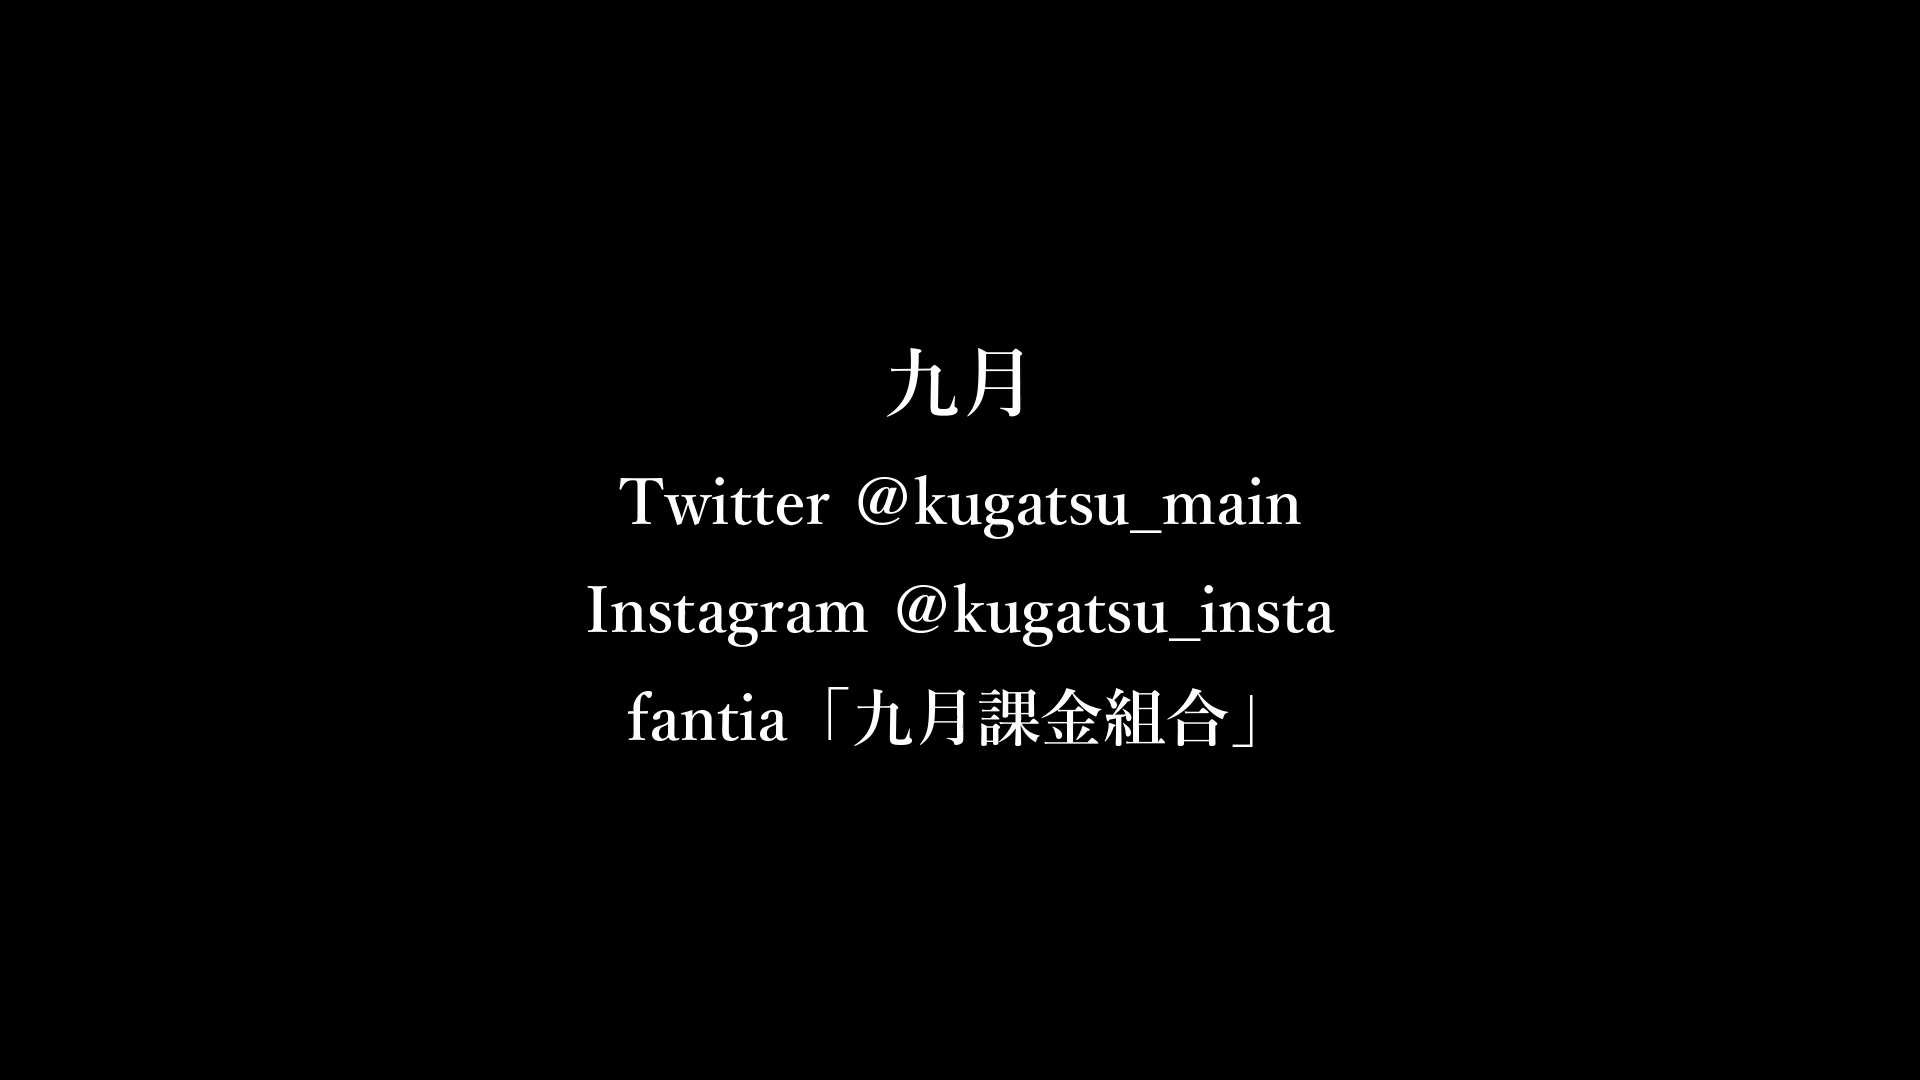 九月
Twitter @kugatsu_main
Instagram @kugatsu_insta
fantia「九月課金組合」